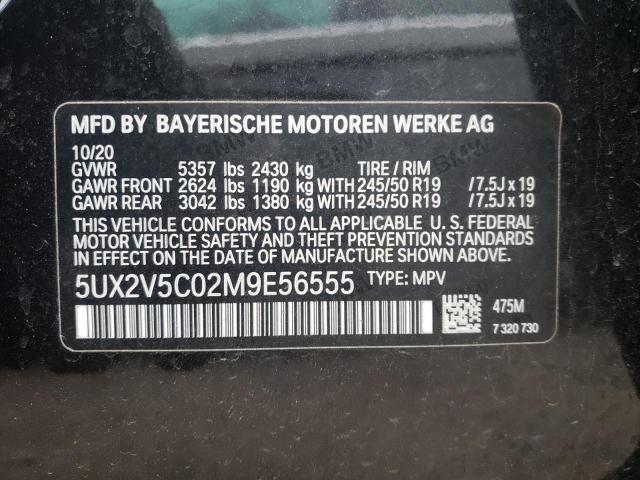 MFD BY BAYERISCHE MOTOREN WERKE AG
10/20
GVWR 5357 lbs 2430 kg TIRE / RIM
GAWR FRONT 2624 lbs 1190 kg WITH 245/50 R19 / 7.5J x 19
GAWR REAR 3042 lbs 1380 kg WITH 245/50 R19 / 7.5J x 19
THIS VEHICLE CONFORMS TO ALL APPLICABLE U. S. FEDERAL
MOTOR VEHICLE SAFETY AND THEFT PREVENTION STANDARDS
IN EFFECT ON THE DATE OF MANUFACTURE SHOWN ABOVE.
5UX2V5C02M9E56555 TYPE: MPV
475M
7 320 730